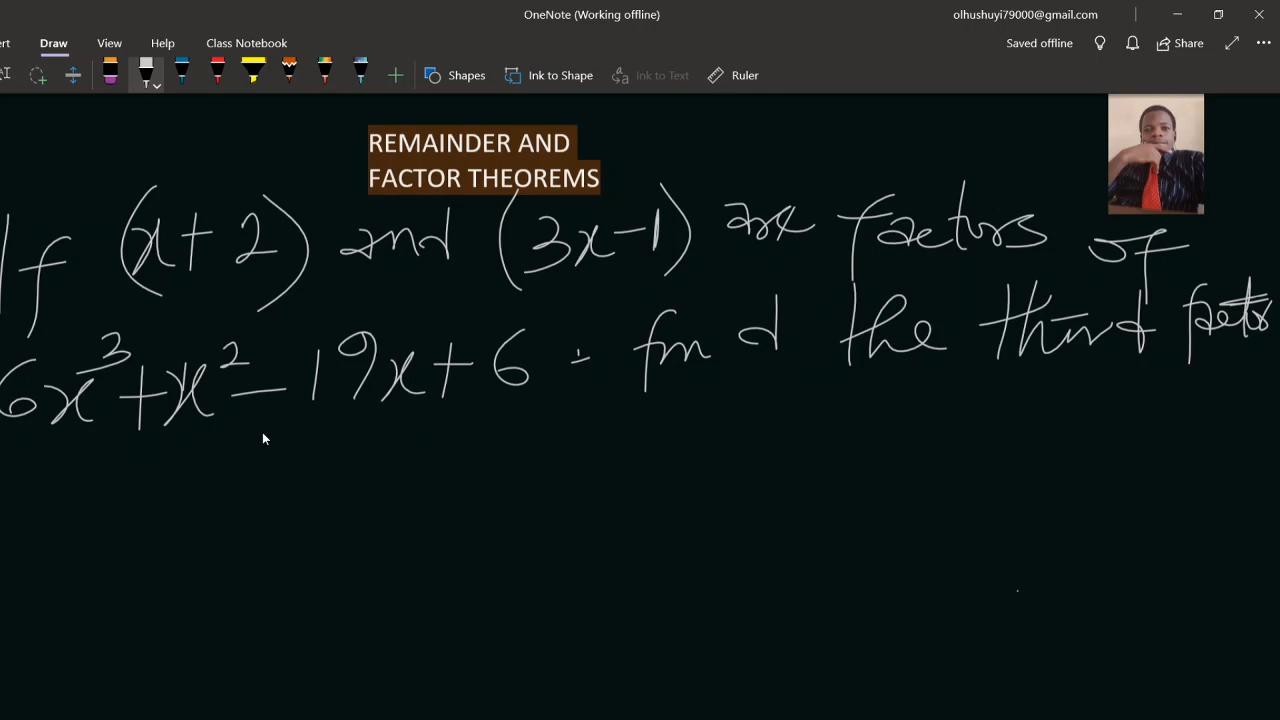 OneNote (Working offline) olhushuyi79000@gmail.com
ert Draw View Help Class Notebook Saved offline Share
Shapes Ink to Shape Ink to Text Ruler
REMAINDER AND
FACTOR THEOREMS
If (x+2) and (3x-1) are factors of
6x³+x²-19x+6. find the third